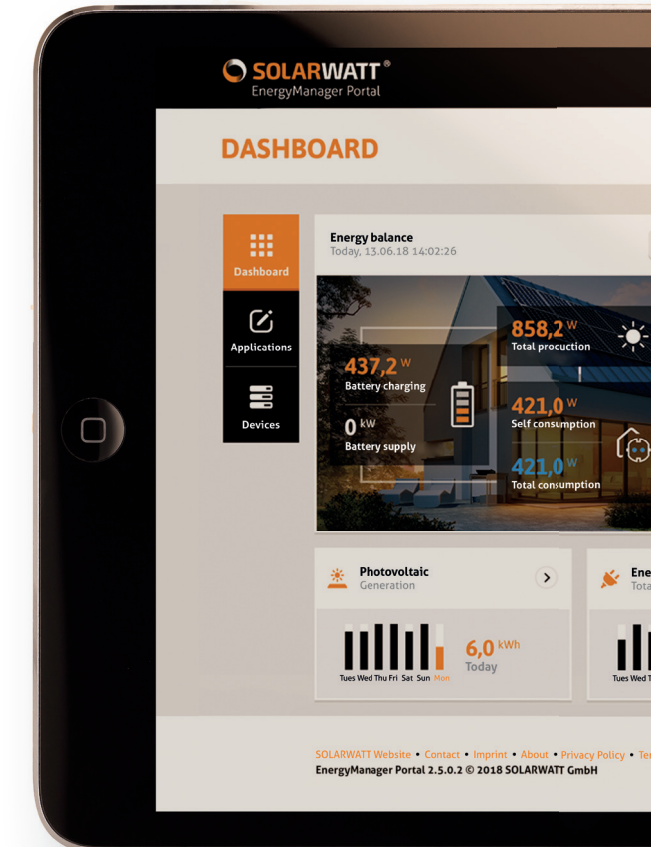 SOLARWATT®
EnergyManager Portal
DASHBOARD
Dashboard
Applications
Devices
Energy balance
Today, 13.06.18 14:02:26
858,2 W
Total procuction
437,2 W
Battery charging
421,0 W
Self consumption
0 kW
Battery supply
421,0 W
Total consumption
Photovoltaic
Generation
6,0 kWh
Today
Tues Wed Thu Fri Sat Sun Mon
Ene
Tota
Tues Wed T
SOLARWATT Website • Contact • Imprint • About • Privacy Policy • Ter
EnergyManager Portal 2.5.0.2 © 2018 SOLARWATT GmbH